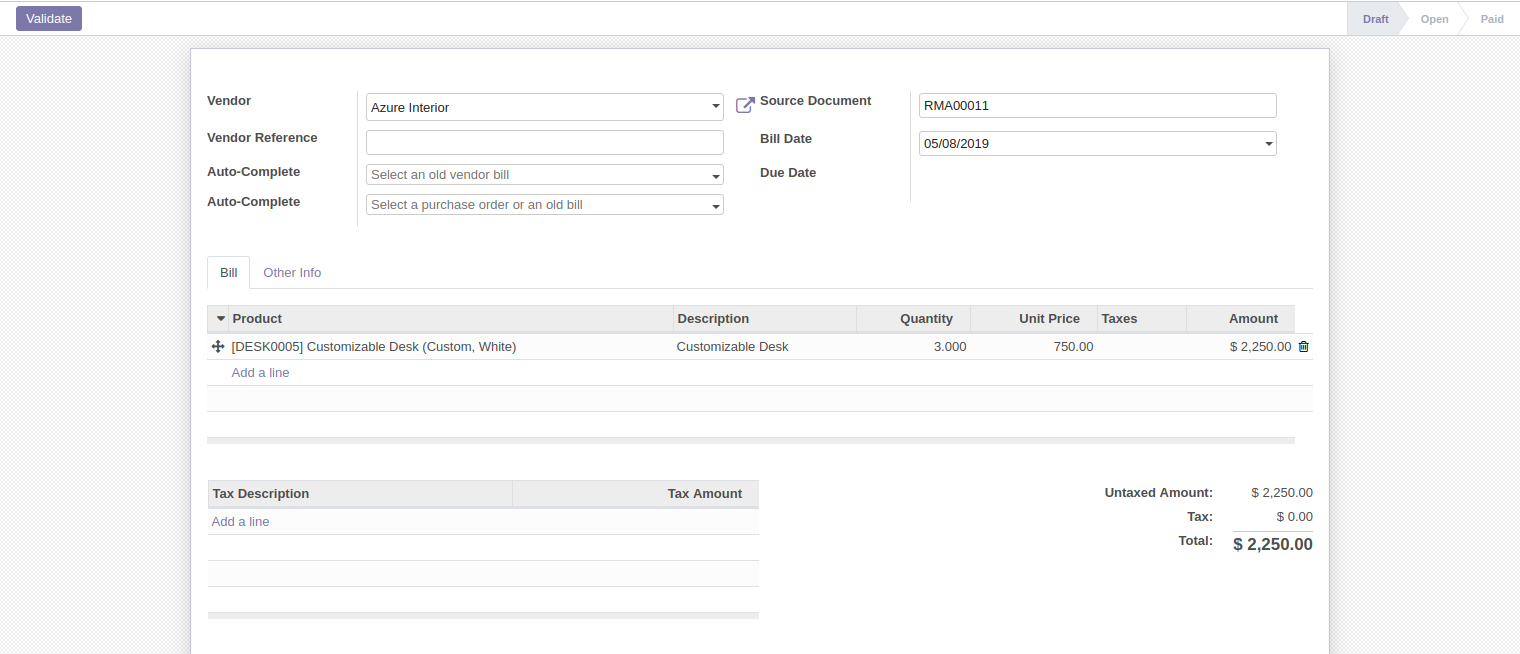 Validate Draft Open Paid
Vendor Azure Interior Source Document RMA00011
Vendor Reference Bill Date 05/08/2019
Auto-Complete Select an old vendor bill Due Date
Auto-Complete Select a purchase order or an old bill
Bill Other Info
Product Description Quantity Unit Price Taxes Amount
[DESK0005] Customizable Desk (Custom, White) Customizable Desk 3.000 750.00 $ 2,250.00
Add a line
Tax Description Tax Amount Untaxed Amount: $ 2,250.00
Add a line Tax: $ 0.00
Total: $ 2,250.00